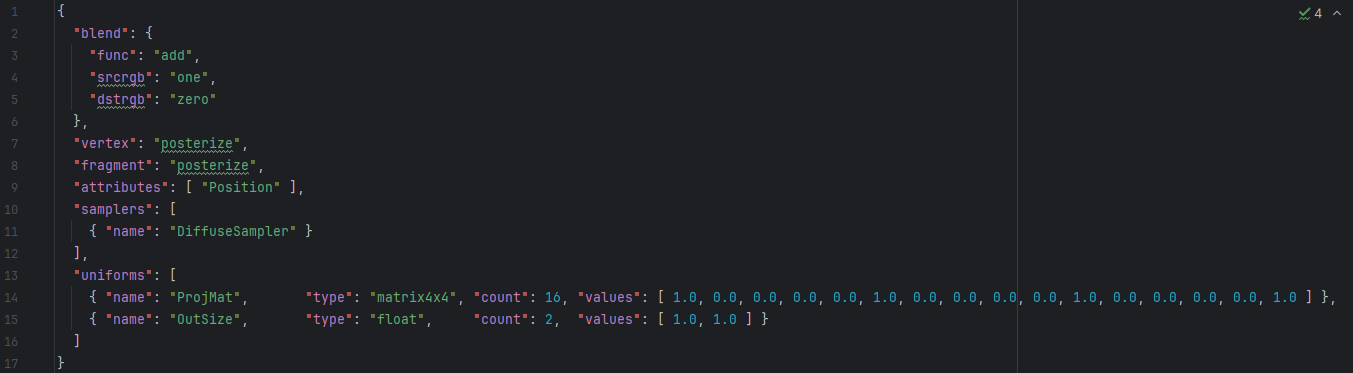 4
1 {
2   "blend": {
3     "func": "add",
4     "srcrgb": "one",
5     "dstrgb": "zero"
6   },
7   "vertex": "posterize",
8   "fragment": "posterize",
9   "attributes": [ "Position" ],
10   "samplers": [
11     { "name": "DiffuseSampler" }
12   ],
13   "uniforms": [
14     { "name": "ProjMat",       "type": "matrix4x4", "count": 16, "values": [ 1.0, 0.0, 0.0, 0.0, 0.0, 1.0, 0.0, 0.0, 0.0, 0.0, 1.0, 0.0, 0.0, 0.0, 0.0, 1.0 ] },
15     { "name": "OutSize",       "type": "float",     "count": 2,  "values": [ 1.0, 1.0 ] }
16   ]
17 }